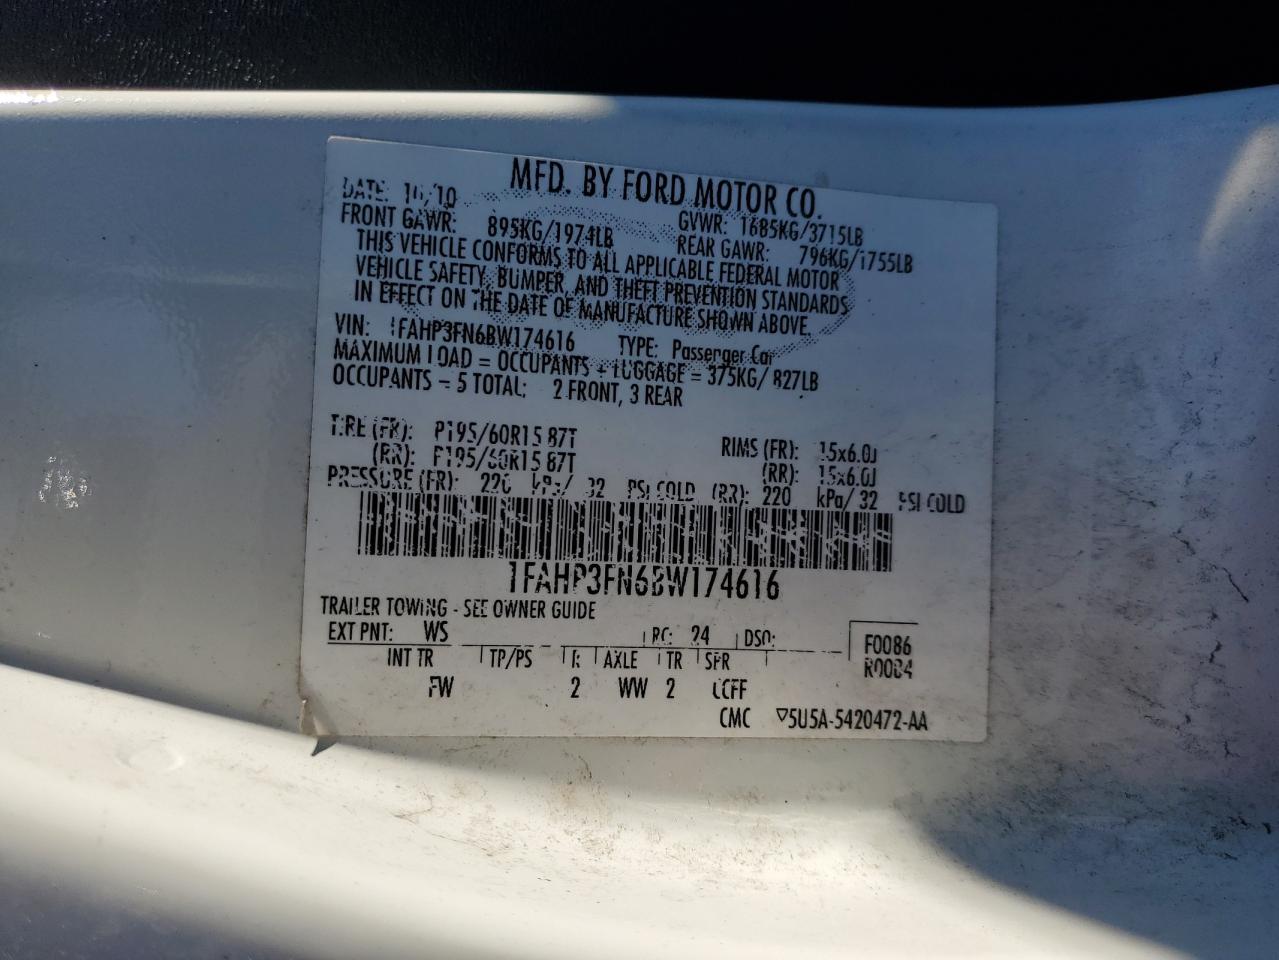 MFD. BY FORD MOTOR CO.
DATE: 10/10 GVWR: 1685KG/3715LB
FRONT GAWR: 895KG/1974LB REAR GAWR: 796KG/1755LB
THIS VEHICLE CONFORMS TO ALL APPLICABLE FEDERAL MOTOR
VEHICLE SAFETY, BUMPER, AND THEFT PREVENTION STANDARDS
IN EFFECT ON THE DATE OF MANUFACTURE SHOWN ABOVE.
VIN: 1FAHP3FN6BW174616 TYPE: Passenger Car
MAXIMUM LOAD = OCCUPANTS + LUGGAGE = 375KG/ 827LB
OCCUPANTS = 5 TOTAL: 2 FRONT, 3 REAR
TIRE (FR): P195/60R15 87T RIMS (FR): 15x6.0J
(RR): P195/60R15 87T (RR): 15x6.0J
PRESSURE (FR): 220 kPa/ 32 PSI COLD (RR): 220 kPa/ 32 PSI COLD
1FAHP3FN6BW174616
TRAILER TOWING - SEE OWNER GUIDE
EXT PNT: WS RC: 24 DSO: F0086
INT TR TP/PS R AXLE TR SPR R0084
FW 2 WW 2 CCFF
CMC ▽5U5A-5420472-AA